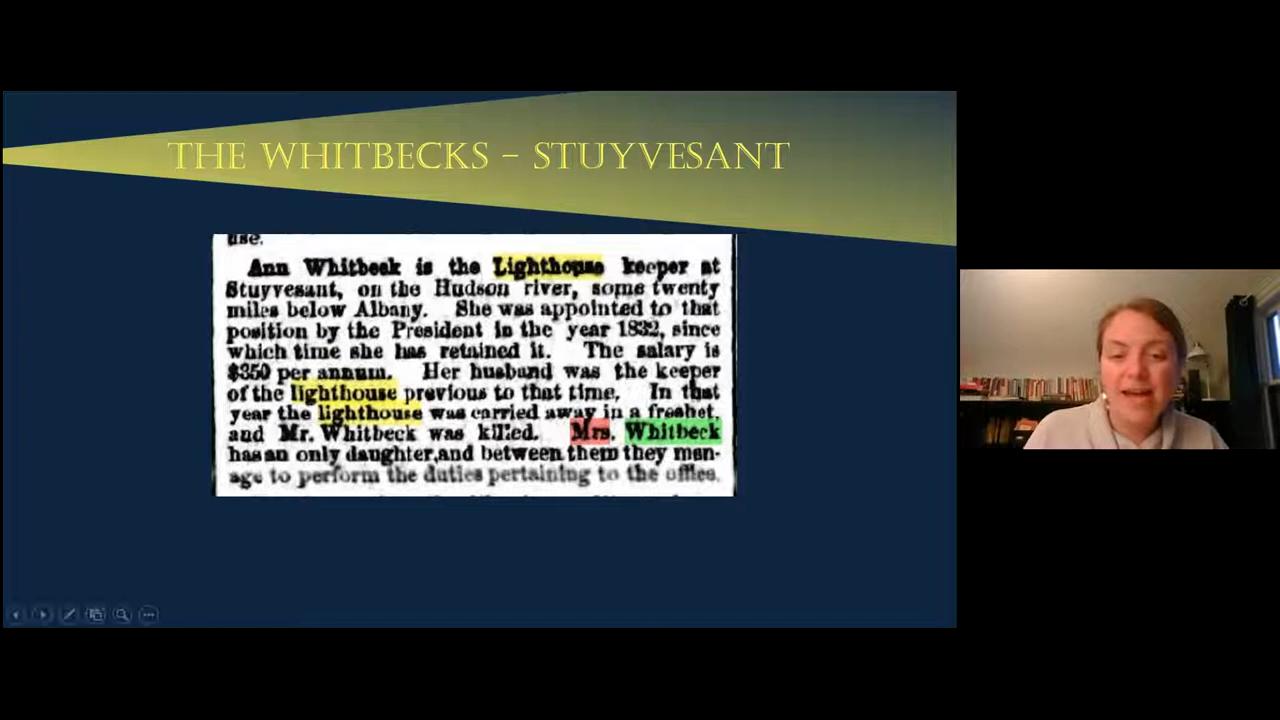 THE WHITBECKS – STUYVESANT
use.
Ann Whitbeck is the Lighthouse keeper at
Stuyvesant, on the Hudson river, some twenty
miles below Albany. She was appointed to that
position by the President in the year 1832, since
which time she has retained it. The salary is
$350 per annum. Her husband was the keeper
of the lighthouse previous to that time. In that
year the lighthouse was carried away in a freshet,
and Mr. Whitbeck was killed. Mrs. Whitbeck
has an only daughter, and between them they man-
age to perform the duties pertaining to the office.